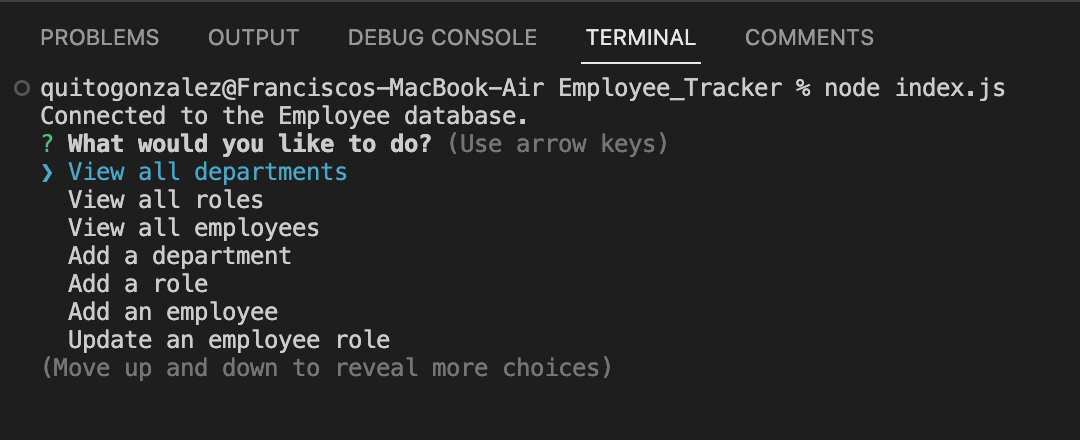 PROBLEMS OUTPUT DEBUG CONSOLE TERMINAL COMMENTS
quitogonzalez@Franciscos-MacBook-Air Employee_Tracker % node index.js
Connected to the Employee database.
? What would you like to do? (Use arrow keys)
❯ View all departments
View all roles
View all employees
Add a department
Add a role
Add an employee
Update an employee role
(Move up and down to reveal more choices)